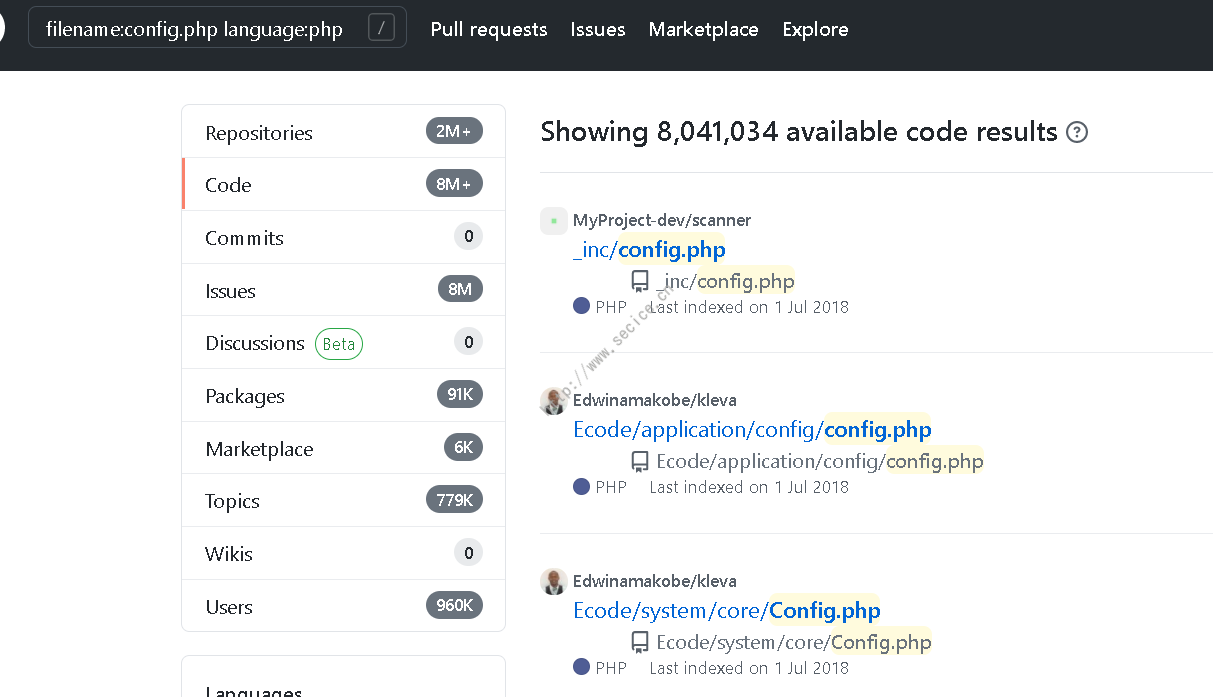 filename:config.php language:php /
Pull requests Issues Marketplace Explore
Repositories 2M+
Code 8M+
Commits 0
Issues 8M
Discussions Beta 0
Packages 91K
Marketplace 6K
Topics 779K
Wikis 0
Users 960K
Languages
Showing 8,041,034 available code results ?
MyProject-dev/scanner
_inc/config.php
_inc/config.php
PHP Last indexed on 1 Jul 2018
Edwinamakobe/kleva
Ecode/application/config/config.php
Ecode/application/config/config.php
PHP Last indexed on 1 Jul 2018
Edwinamakobe/kleva
Ecode/system/core/Config.php
Ecode/system/core/Config.php
PHP Last indexed on 1 Jul 2018
tp://www.secice.cn